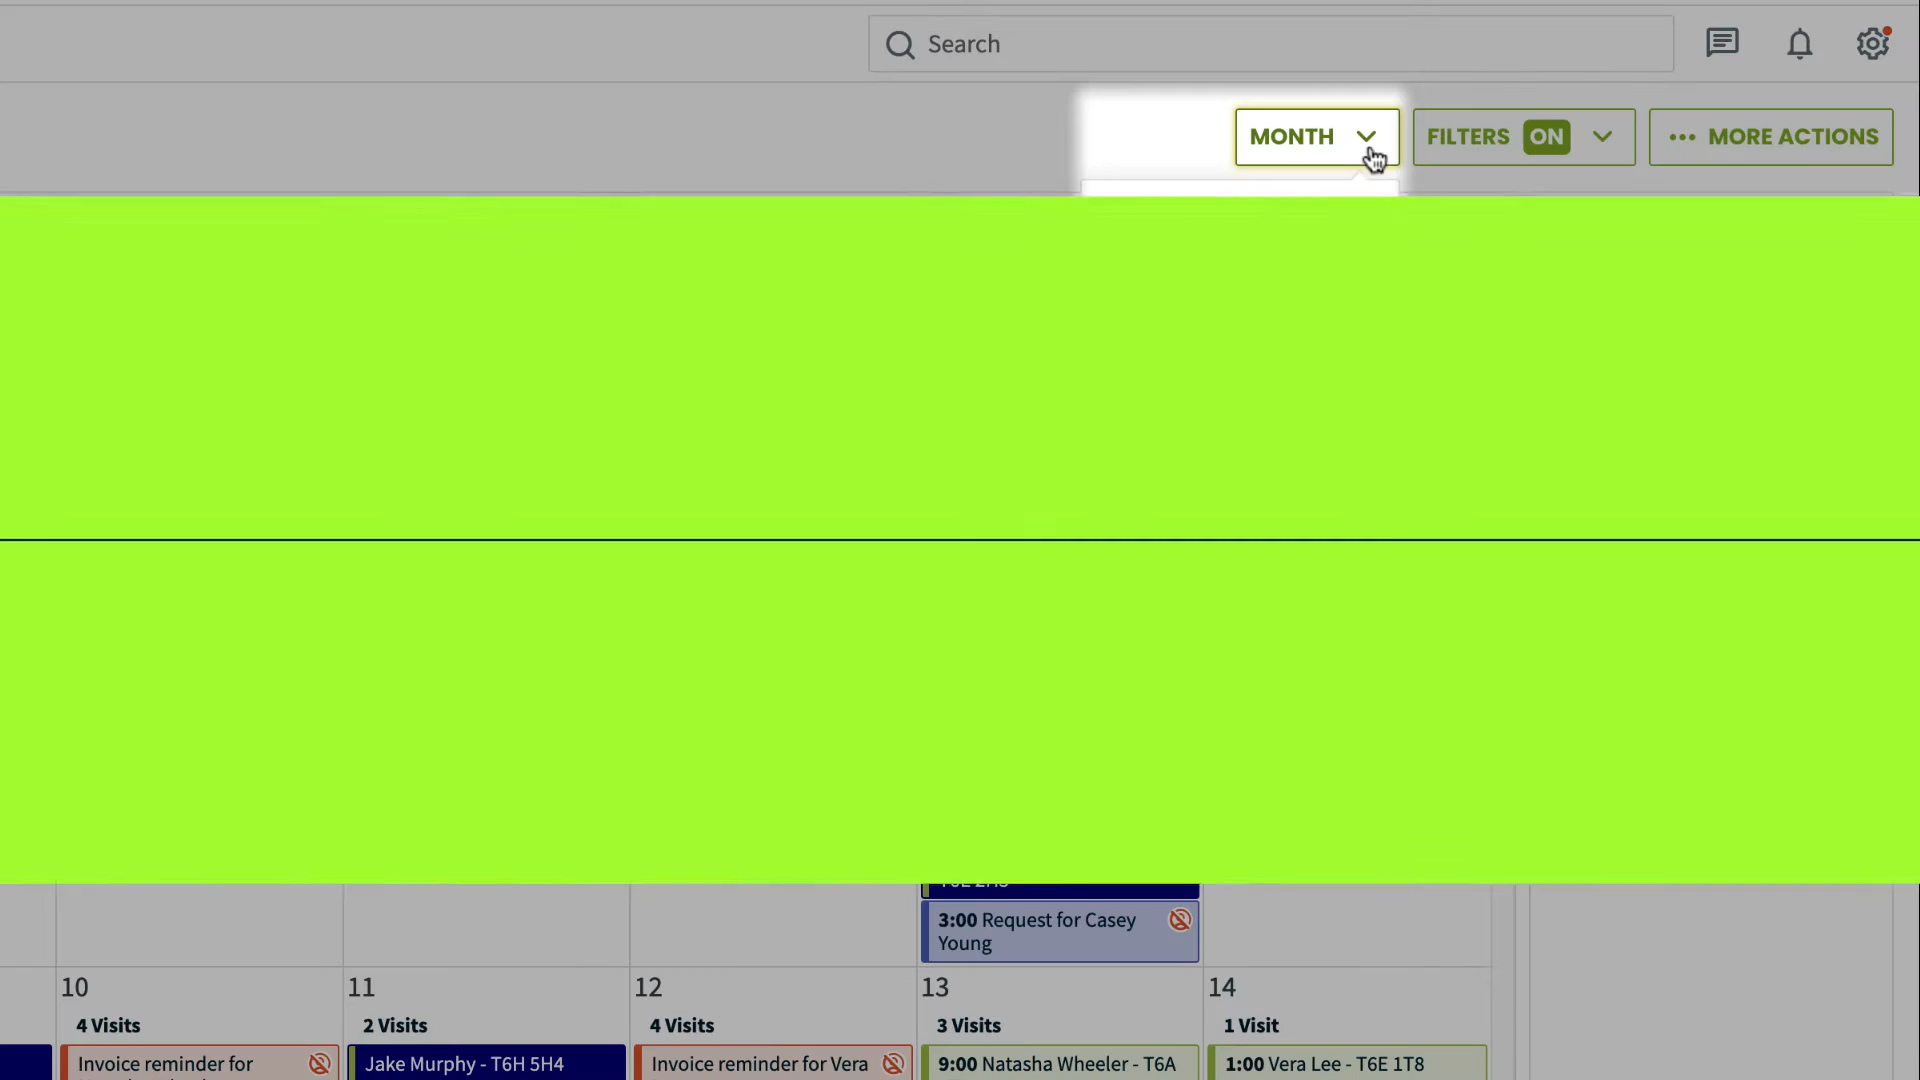 Search
MONTH
FILTERS ON
••• MORE ACTIONS
3:00 Request for Casey
Young
10
11
12
13
14
4 Visits
2 Visits
4 Visits
3 Visits
1 Visit
Invoice reminder for
Jake Murphy - T6H 5H4
Invoice reminder for Vera
9:00 Natasha Wheeler - T6A
1:00 Vera Lee - T6E 1T8